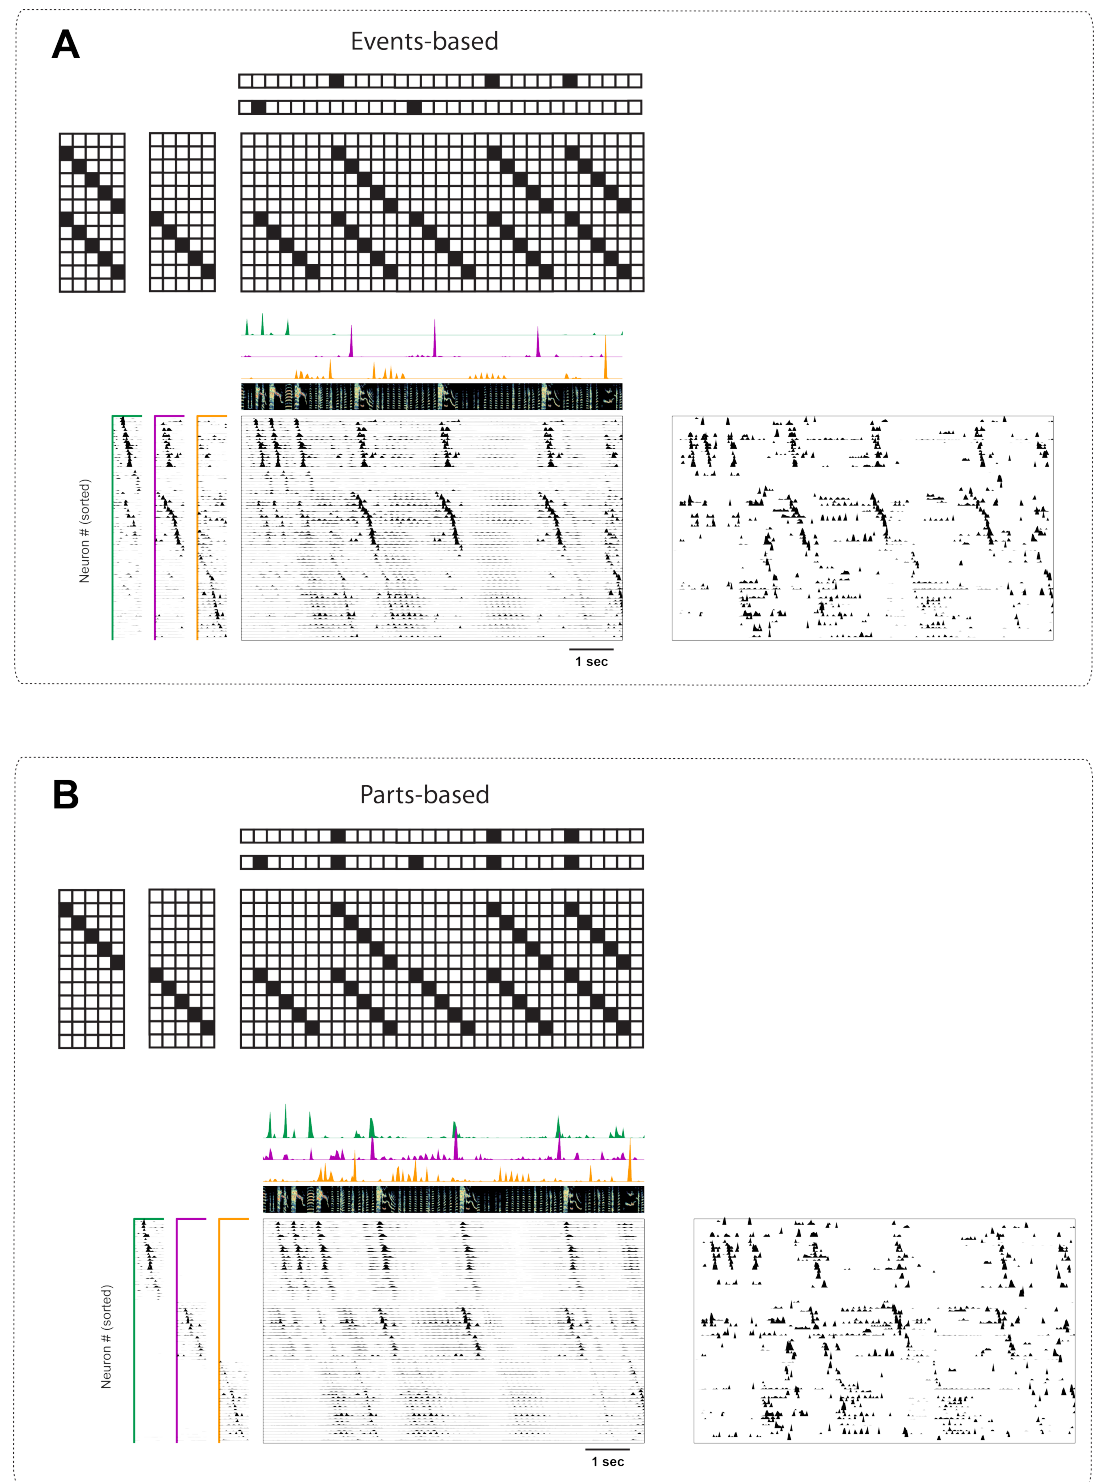 A
Events-based
Neuron # (sorted)
1 sec
B
Parts-based
Neuron # (sorted)
1 sec